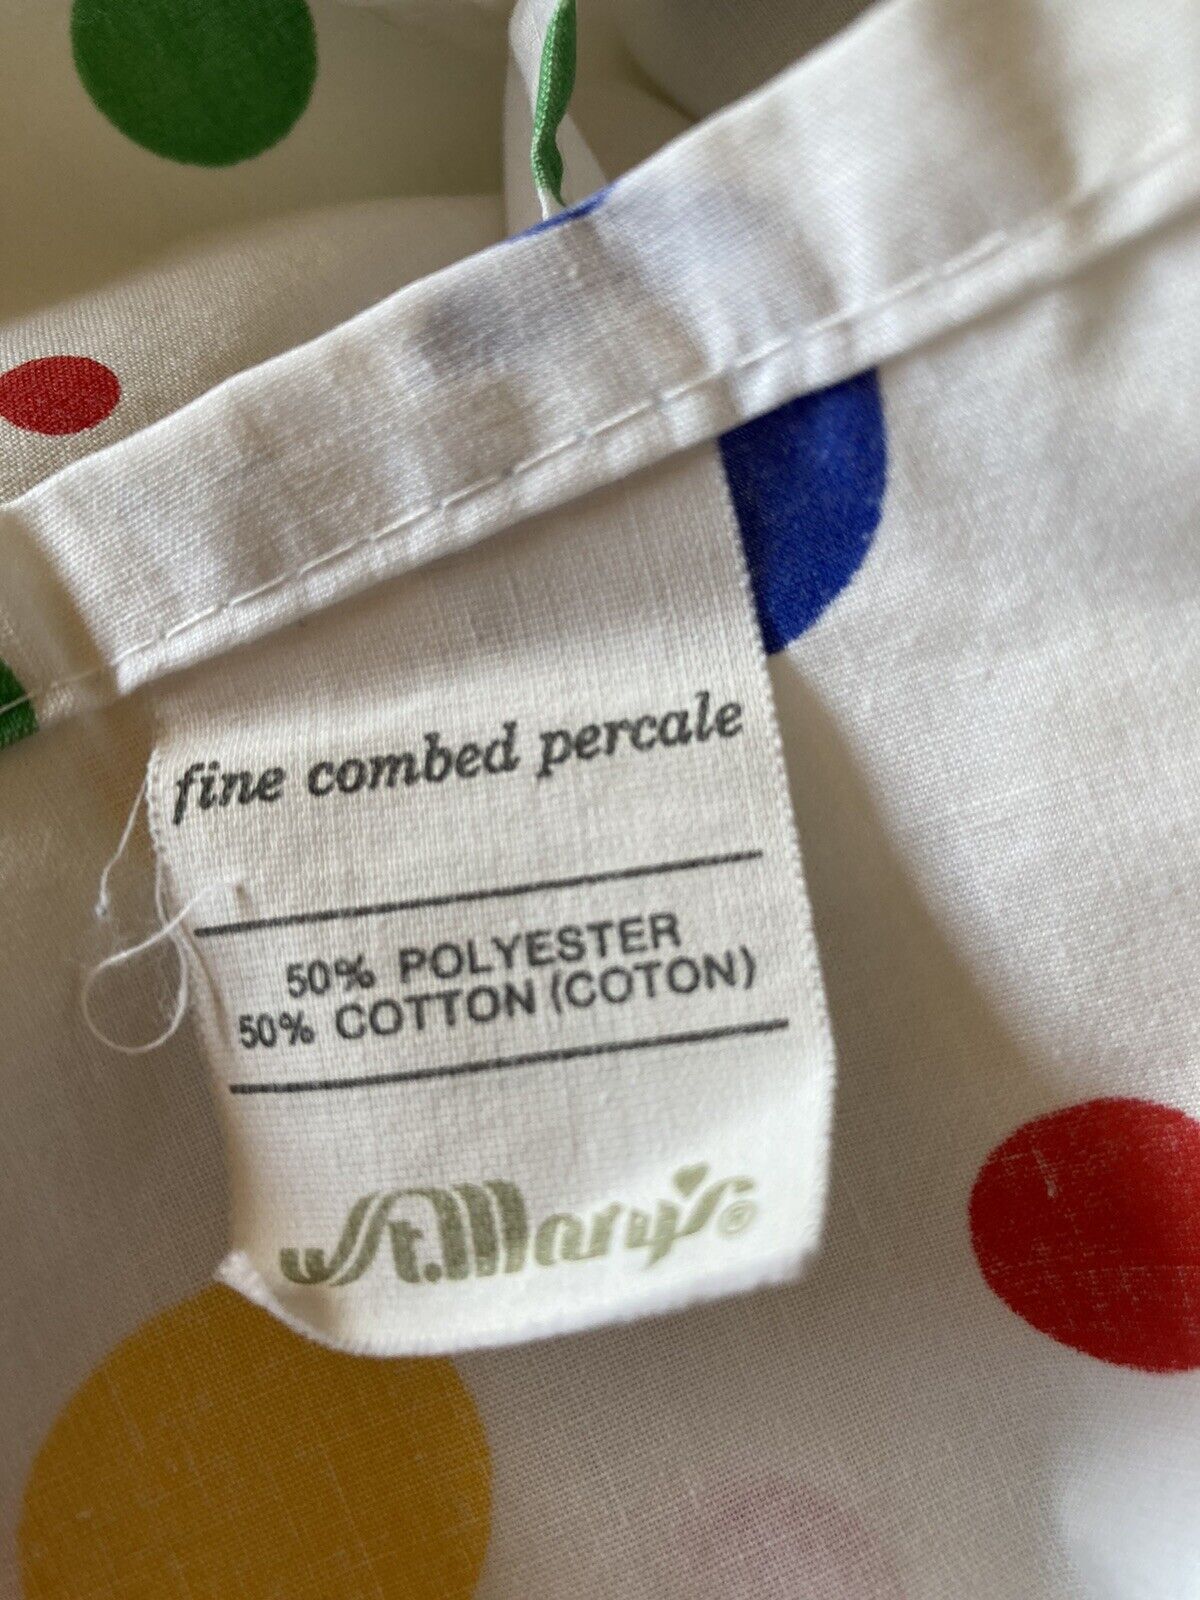 fine combed percale
50% POLYESTER
50% COTTON (COTON)
St.Mary's ®